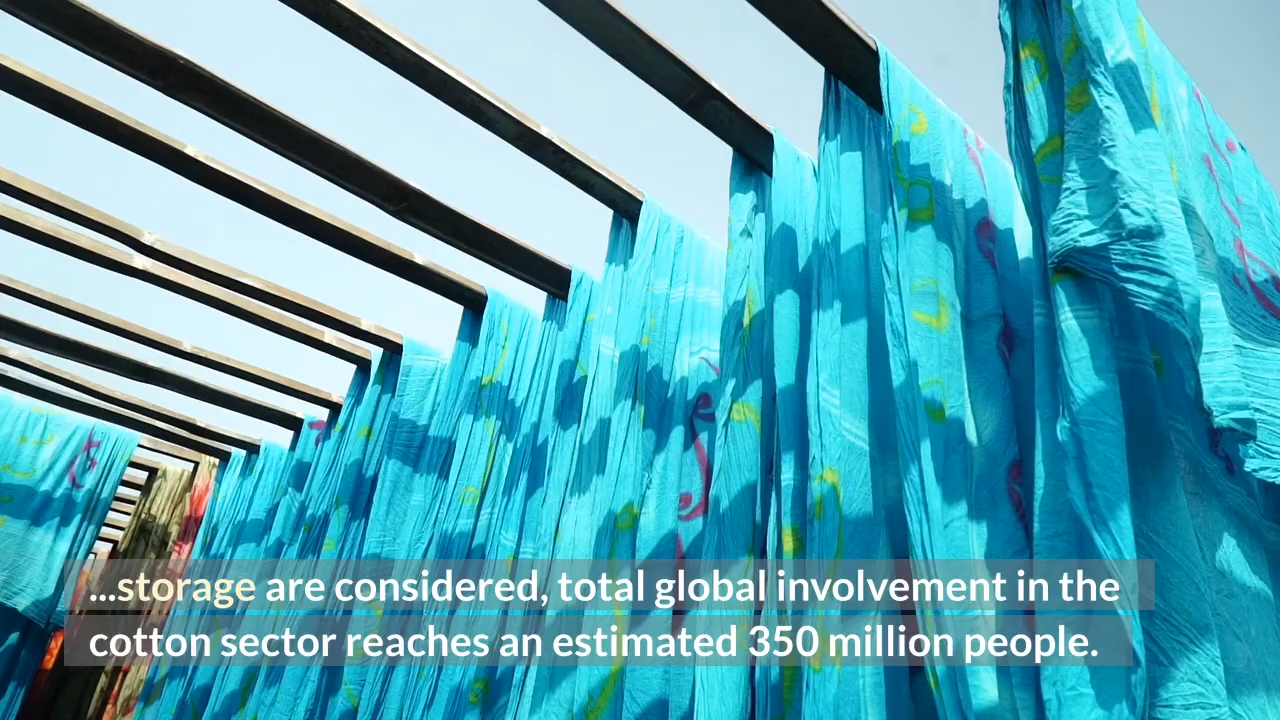 ...storage are considered, total global involvement in the
cotton sector reaches an estimated 350 million people.